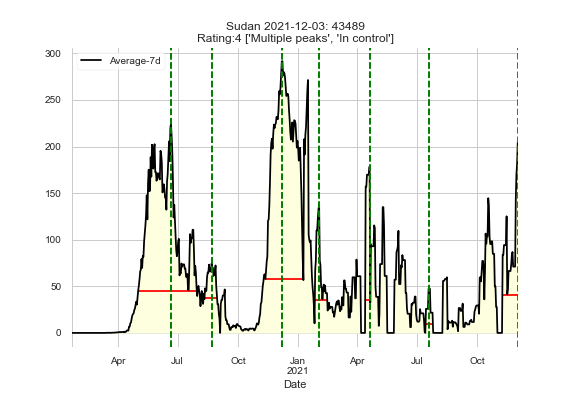 Sudan 2021-12-03: 43489
Rating:4 ['Multiple peaks', 'In control']
Average-7d
300
250
200
150
100
50
0
Apr
Jul
Oct
Jan
2021
Apr
Jul
Oct
Date